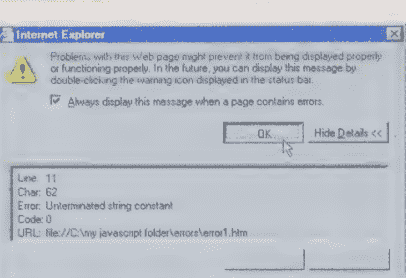 Internet Explorer
Problems with this Web page might prevent it from being displayed properly
or functioning properly. In the future, you can display this message by
double-clicking the warning icon displayed in the status bar.
Always display this message when a page contains errors.
OK
Hide Details <<
Line: 11
Char: 62
Error: Unterminated string constant
Code: 0
URL: file://C:\my javascript folder\errors\error1.htm